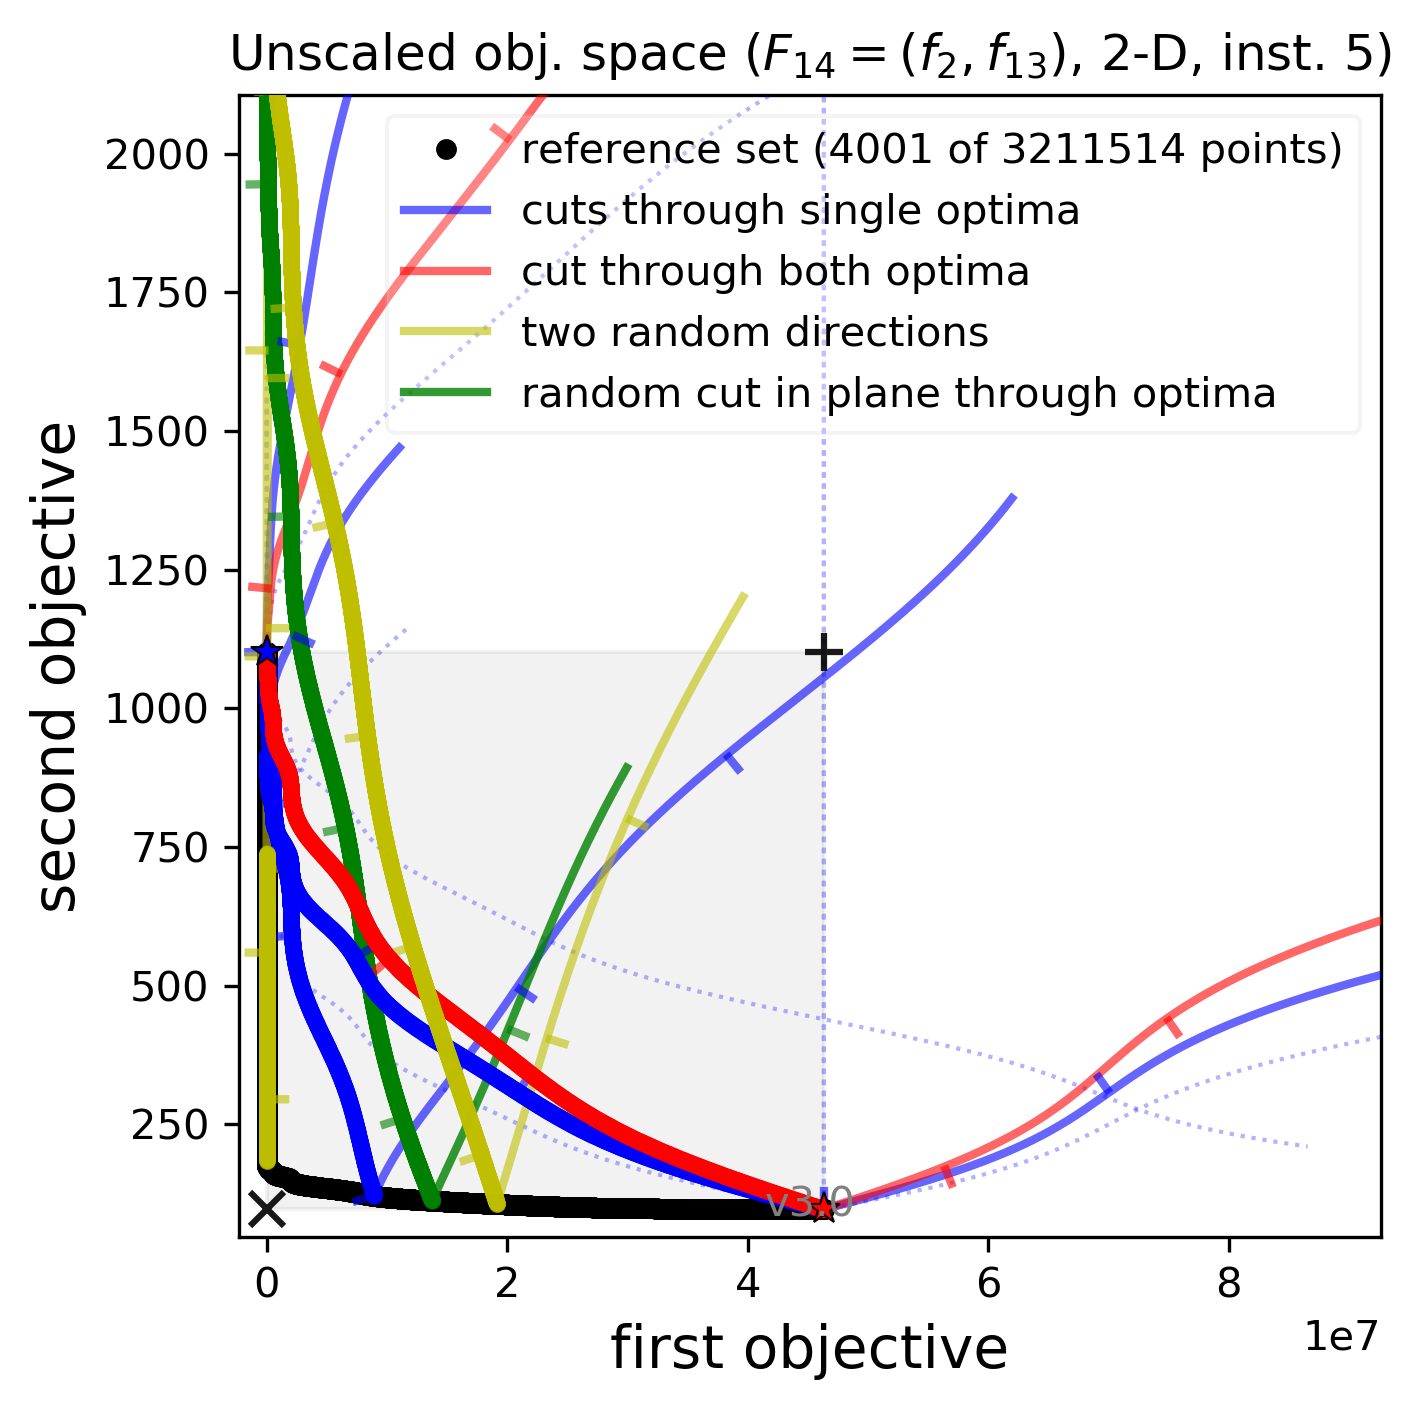 Unscaled obj. space (F₁₄ = (f₂, f₁₃), 2-D, inst. 5)
reference set (4001 of 3211514 points)
cuts through single optima
cut through both optima
two random directions
random cut in plane through optima
second objective
2000
1750
1500
1250
1000
750
500
250
v3.0
0 2 4 6 8
1e7
first objective